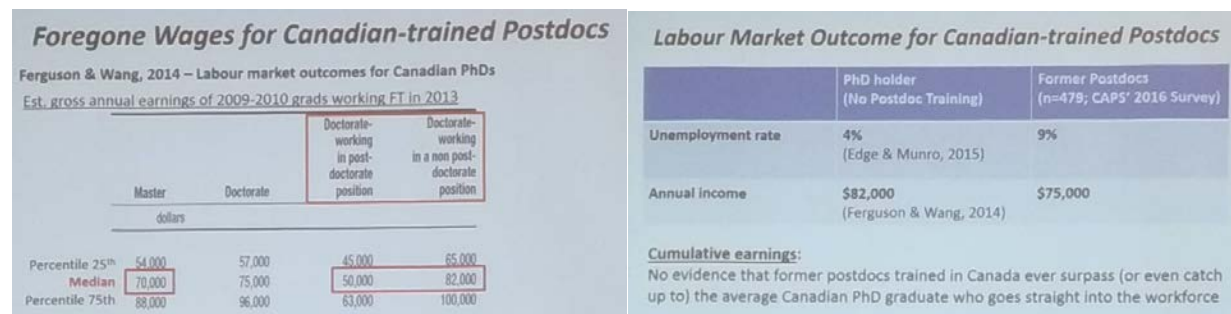 Foregone Wages for Canadian-trained Postdocs
Ferguson & Wang, 2014 – Labour market outcomes for Canadian PhDs
Est. gross annual earnings of 2009-2010 grads working FT in 2013
Doctorate- Doctorate-
working working
in post- in a non post-
doctorate doctorate
Master Doctorate position position
dollars
Percentile 25th 54,000 57,000 45,000 65,000
Median 70,000 75,000 50,000 82,000
Percentile 75th 88,000 96,000 63,000 100,000
Labour Market Outcome for Canadian-trained Postdocs
PhD holder Former Postdocs
(No Postdoc Training) (n=479; CAPS' 2016 Survey)
Unemployment rate 4% 9%
(Edge & Munro, 2015)
Annual income $82,000 $75,000
(Ferguson & Wang, 2014)
Cumulative earnings:
No evidence that former postdocs trained in Canada ever surpass (or even catch
up to) the average Canadian PhD graduate who goes straight into the workforce